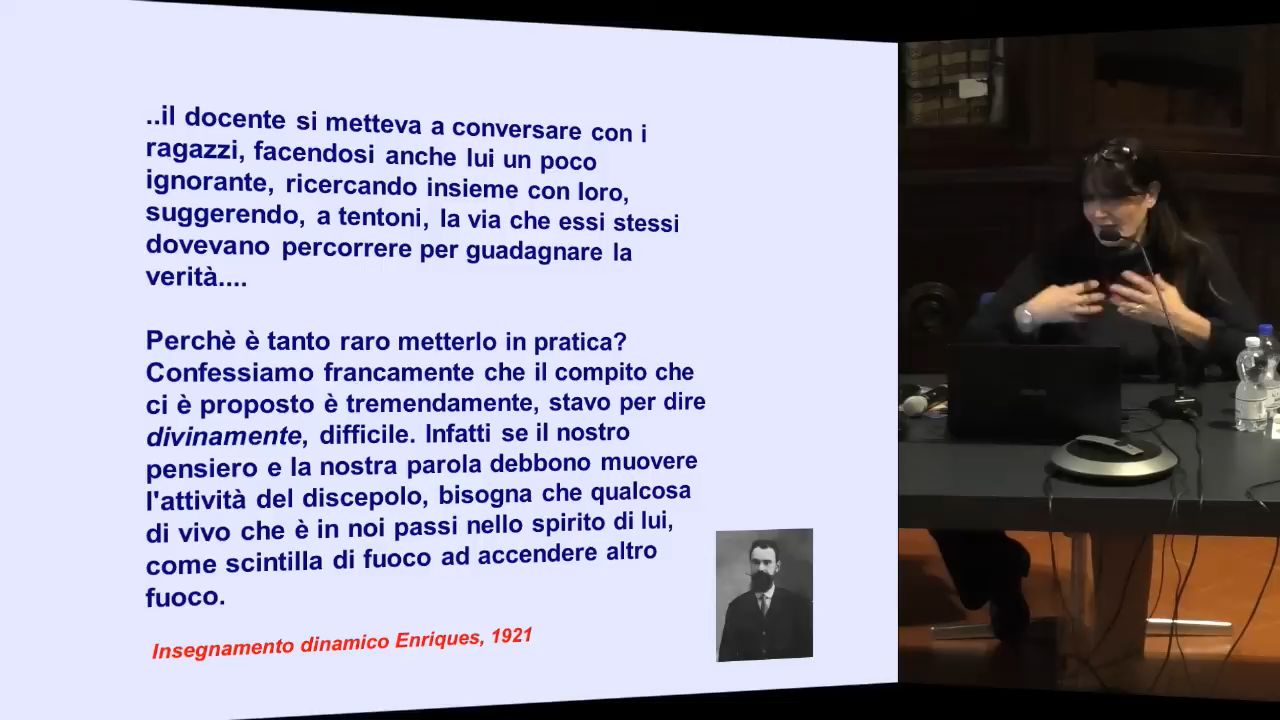 ..il docente si metteva a conversare con i
ragazzi, facendosi anche lui un poco
ignorante, ricercando insieme con loro,
suggerendo, a tentoni, la via che essi stessi
dovevano percorrere per guadagnare la
verità....
Perchè è tanto raro metterlo in pratica?
Confessiamo francamente che il compito che
ci è proposto è tremendamente, stavo per dire
divinamente, difficile. Infatti se il nostro
pensiero e la nostra parola debbono muovere
l'attività del discepolo, bisogna che qualcosa
di vivo che è in noi passi nello spirito di lui,
come scintilla di fuoco ad accendere altro
fuoco.
Insegnamento dinamico Enriques, 1921